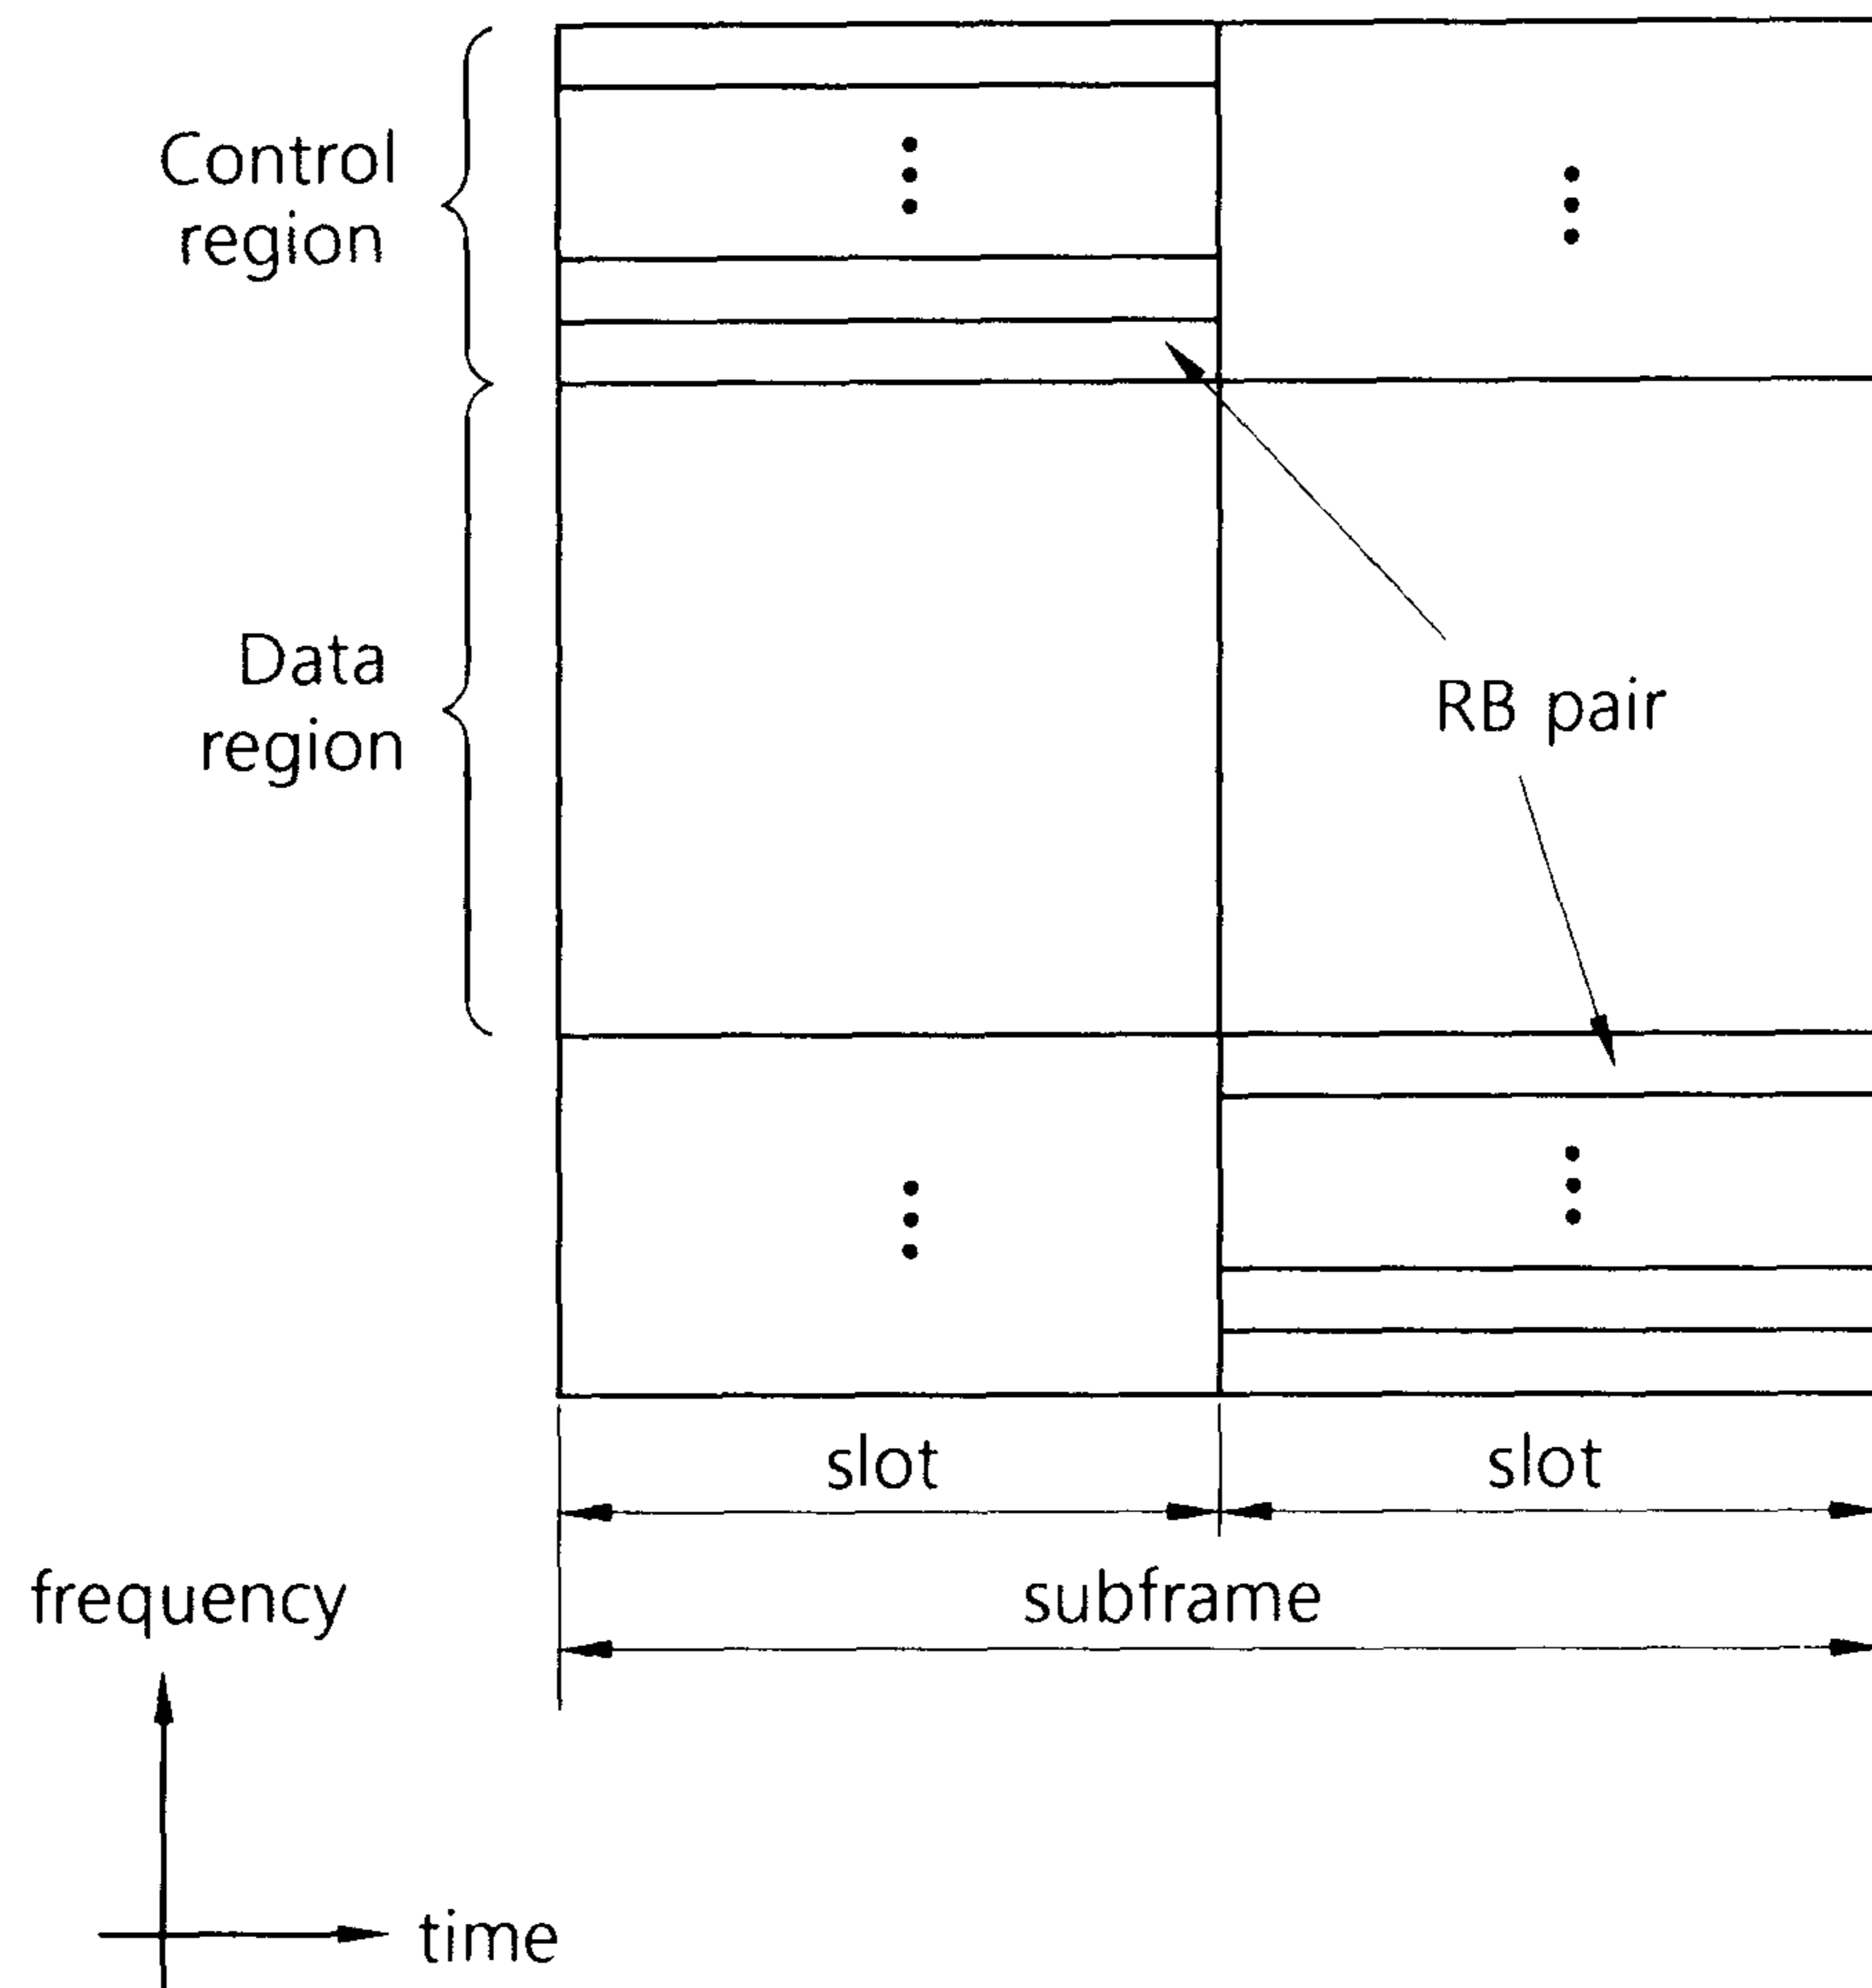 Control
region
Data
region
RB pair
slot
slot
subframe
frequency
time